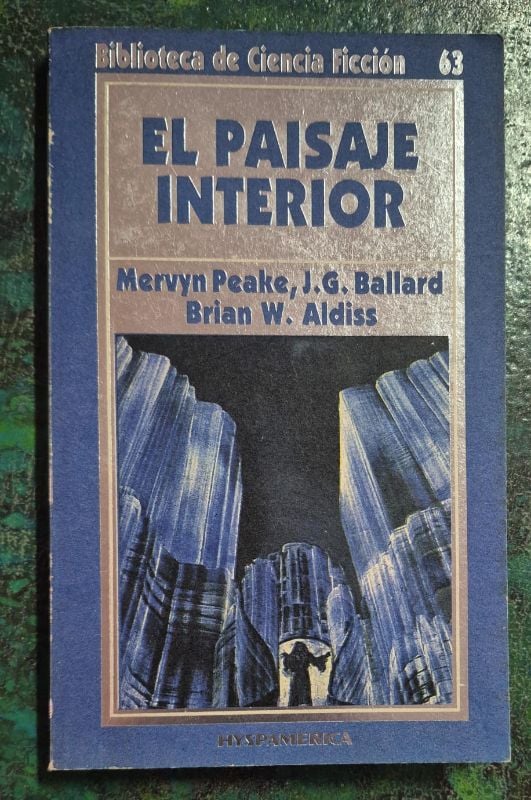 Biblioteca de Ciencia Ficción 63
EL PAISAJE
INTERIOR
Mervyn Peake, J.G. Ballard
Brian W. Aldiss
HYSPAMERICA